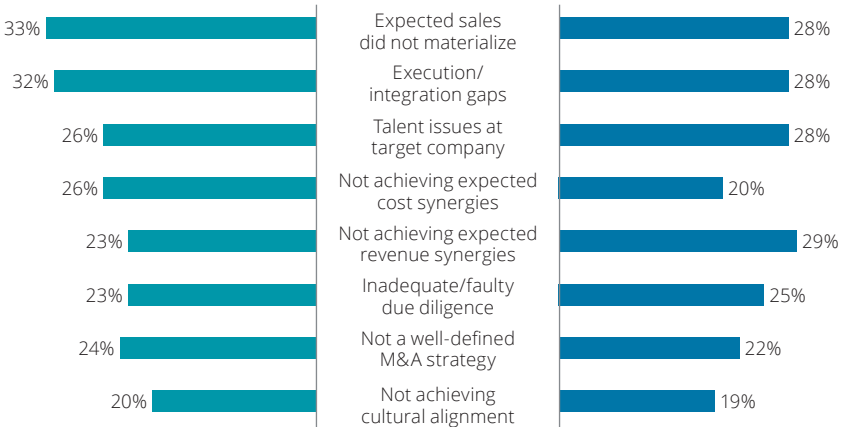 33%
Expected sales
did not materialize
28%
32%
Execution/
integration gaps
28%
26%
Talent issues at
target company
28%
26%
Not achieving expected
cost synergies
20%
23%
Not achieving expected
revenue synergies
29%
23%
Inadequate/faulty
due diligence
25%
24%
Not a well-defined
M&A strategy
22%
20%
Not achieving
cultural alignment
19%